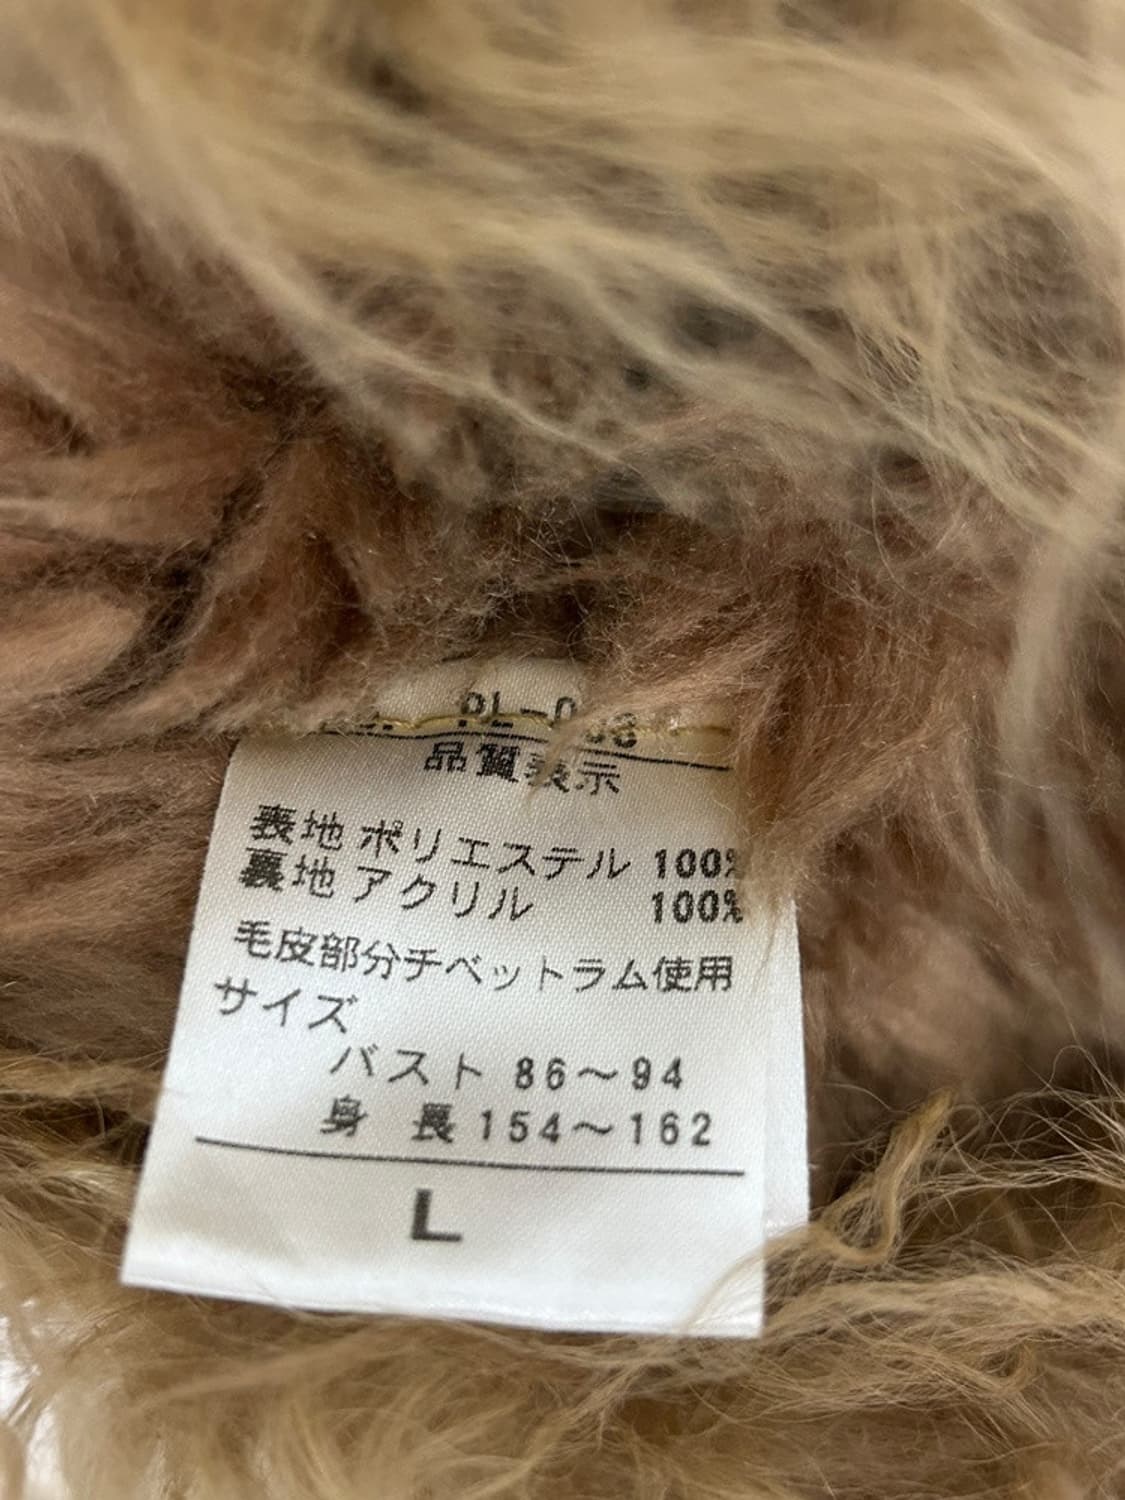 品質表示
表地 ポリエステル 100%
裏地 アクリル 100%
毛皮部分チベットラム使用
サイズ
バスト 86～94
身 長 154～162
L